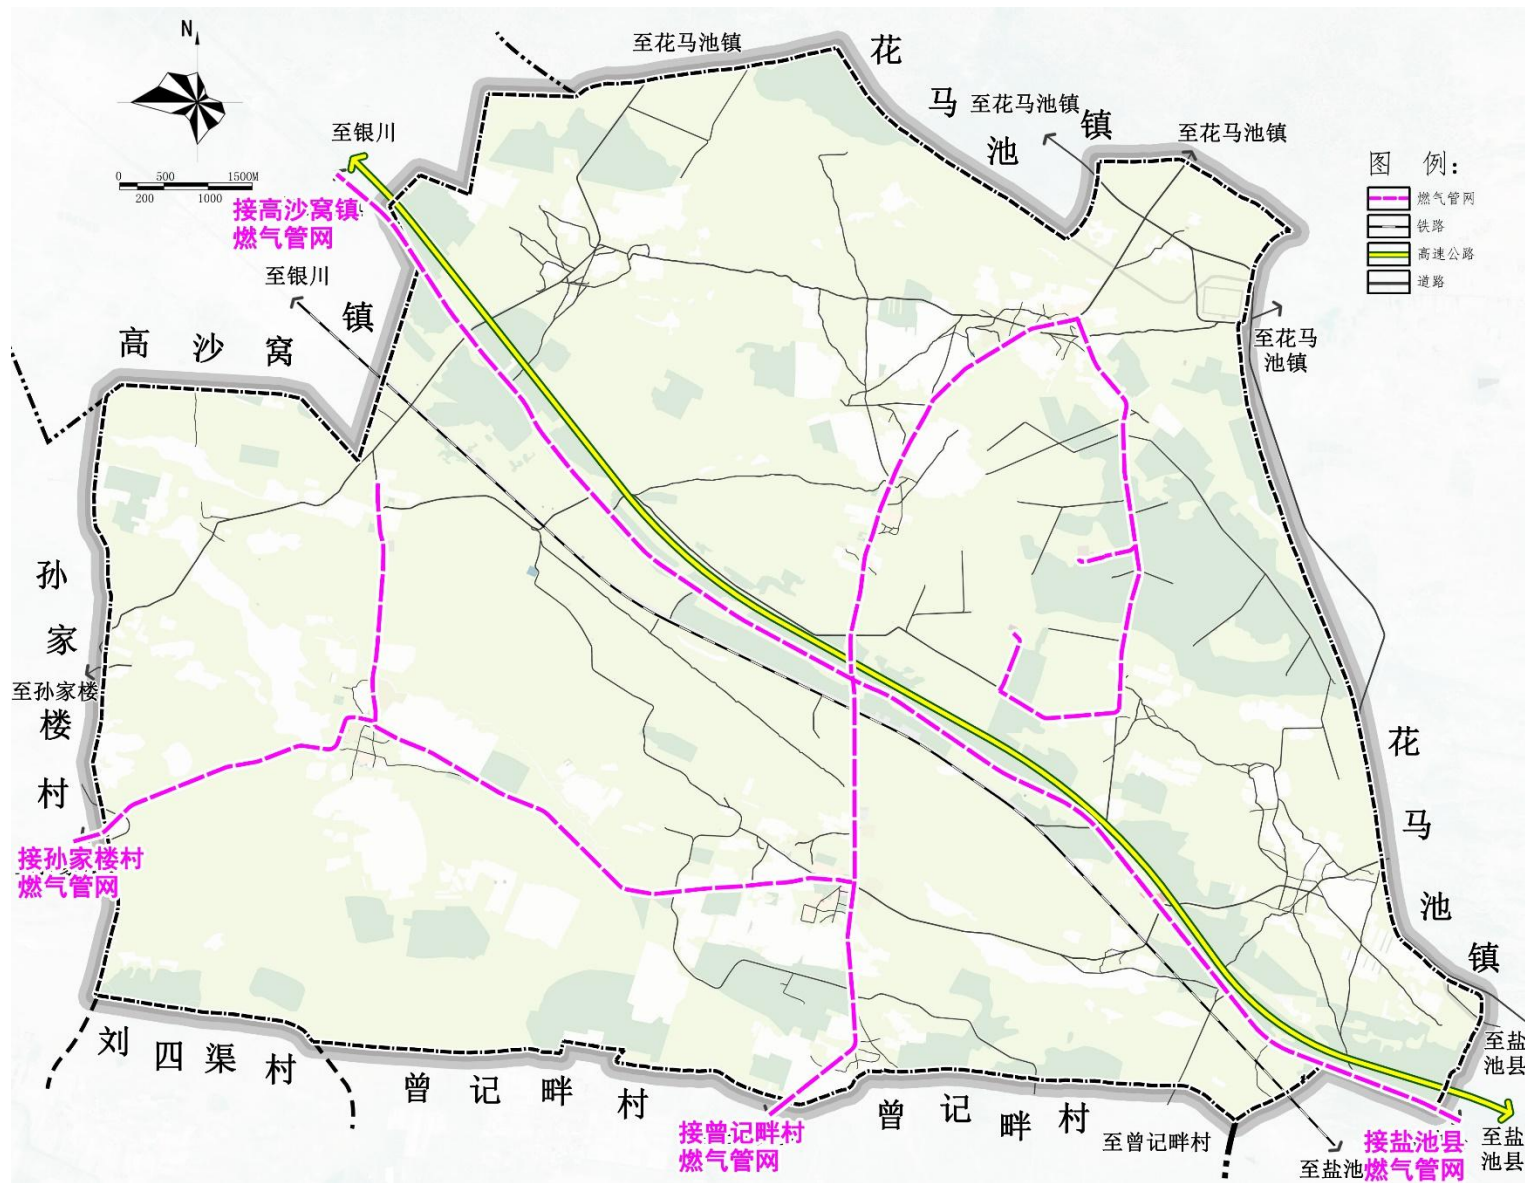 N
至花马池镇
花
马
池
镇
至花马池镇
至花马池镇
至银川
0 500 1500M
200 1000
图 例:
燃气管网
铁路
高速公路
道路
接高沙窝镇
燃气管网
至银川
高沙窝镇
至花马
池镇
孙
家
楼
村
至孙家楼
花
马
池
镇
接孙家楼村
燃气管网
刘四渠村
曾记畔村
曾记畔村
接曾记畔村
燃气管网
至曾记畔村
至盐池
接盐池县
燃气管网
至盐
池县
至盐
池县